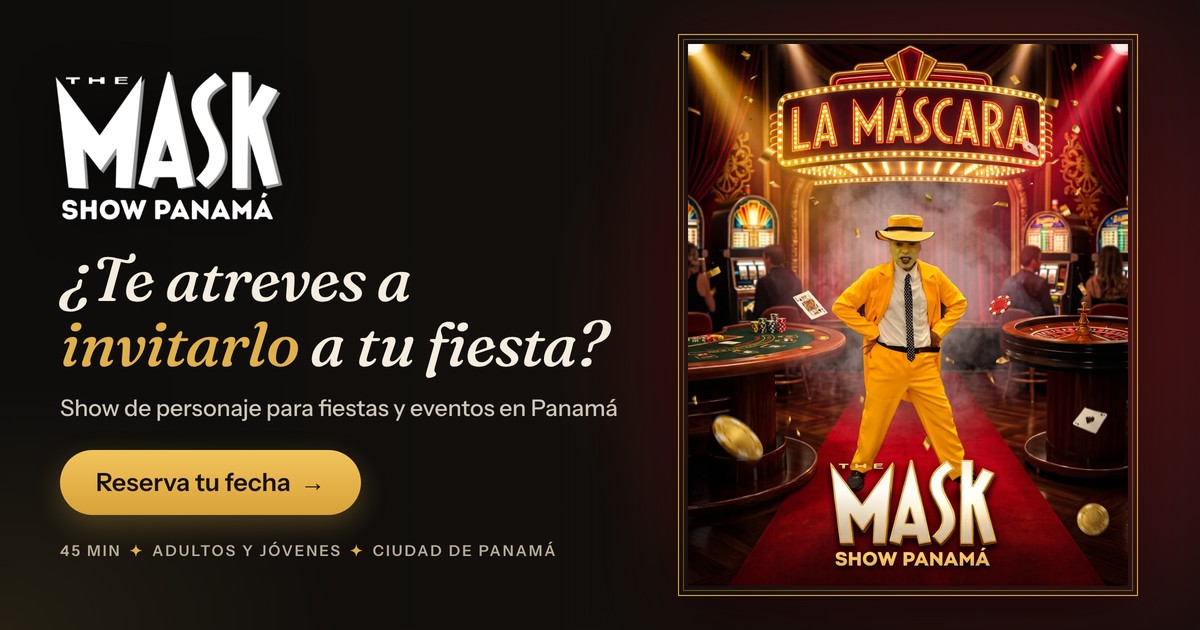 THE
MASK
SHOW PANAMÁ
¿Te atreves a
invitarlo a tu fiesta?
Show de personaje para fiestas y eventos en Panamá
Reserva tu fecha →
45 MIN ✦ ADULTOS Y JÓVENES ✦ CIUDAD DE PANAMÁ
LA MÁSCARA
THE
MASK
SHOW PANAMÁ